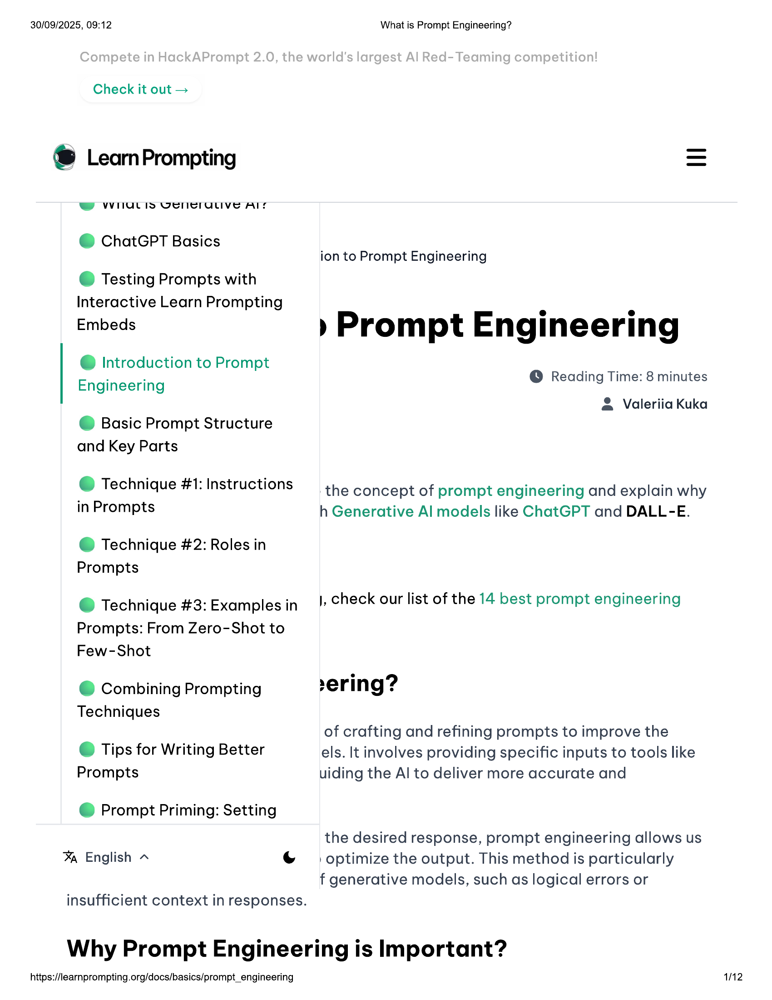 30/09/2025, 09:12
What is Prompt Engineering?
Compete in HackAPrompt 2.0, the world's largest AI Red-Teaming competition!
Check it out →
Learn Prompting
What is Generative AI?
ChatGPT Basics
Testing Prompts with
Interactive Learn Prompting
Embeds
Introduction to Prompt
Engineering
Basic Prompt Structure
and Key Parts
Technique #1: Instructions
in Prompts
Technique #2: Roles in
Prompts
Technique #3: Examples in
Prompts: From Zero-Shot to
Few-Shot
Combining Prompting
Techniques
Tips for Writing Better
Prompts
Prompt Priming: Setting
English
ion to Prompt Engineering
Prompt Engineering
Reading Time: 8 minutes
Valeriia Kuka
the concept of prompt engineering and explain why
h Generative AI models like ChatGPT and DALL-E.
, check our list of the 14 best prompt engineering
eering?
of crafting and refining prompts to improve the
els. It involves providing specific inputs to tools like
uiding the AI to deliver more accurate and
the desired response, prompt engineering allows us
optimize the output. This method is particularly
f generative models, such as logical errors or
insufficient context in responses.
Why Prompt Engineering is Important?
https://learnprompting.org/docs/basics/prompt_engineering
1/12